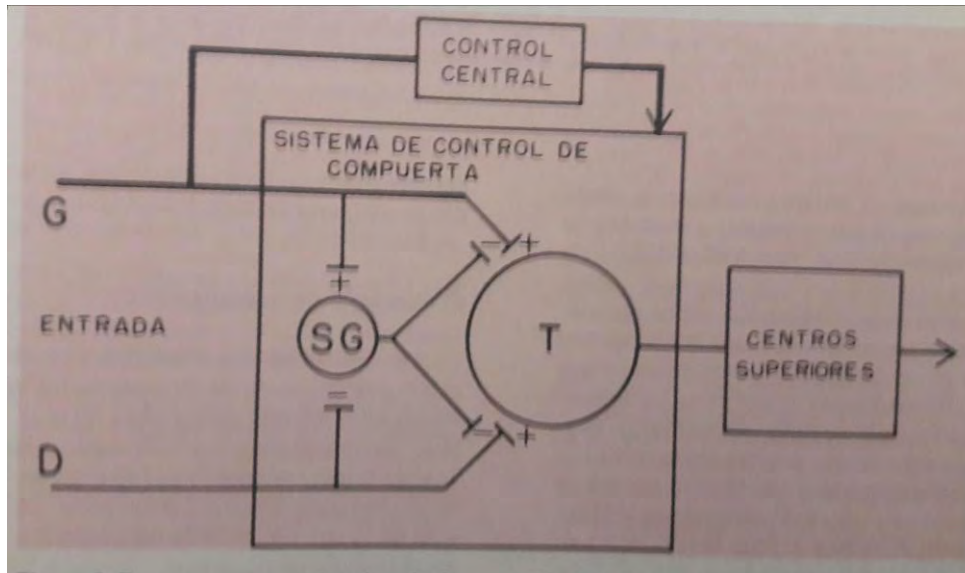 CONTROL
CENTRAL
SISTEMA DE CONTROL DE
COMPUERTA
G
- +
+
ENTRADA
SG
T
CENTROS
SUPERIORES
=
- +
D